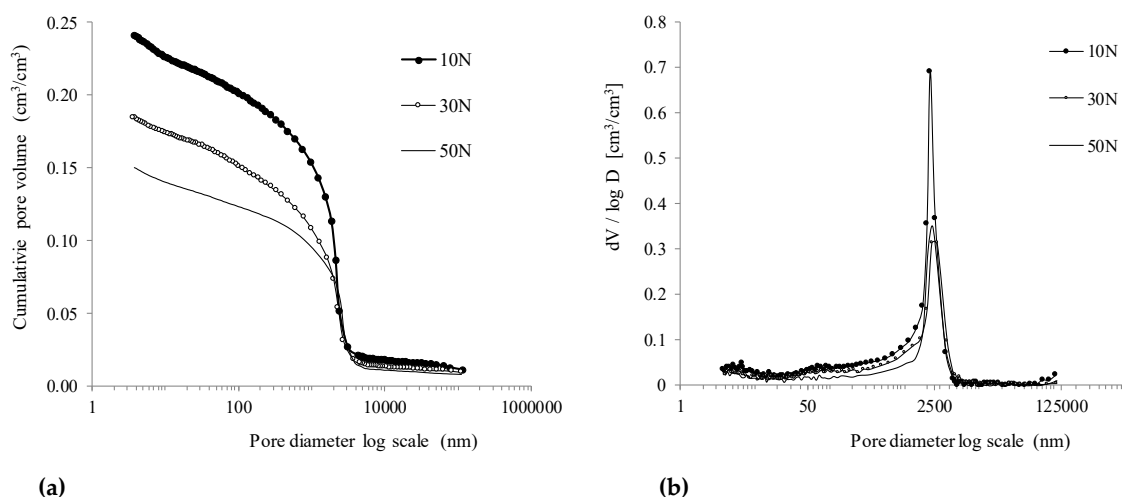 0.25
0.20
0.15
0.10
0.05
0.00
Cumulativie pore volume (cm³/cm³)
10N
30N
50N
1
100
10000
1000000
Pore diameter log scale (nm)
(a)
0.8
0.7
0.6
0.5
0.4
0.3
0.2
0.1
0
dV / log D [cm³/cm³]
10N
30N
50N
1
50
2500
125000
Pore diameter log scale (nm)
(b)